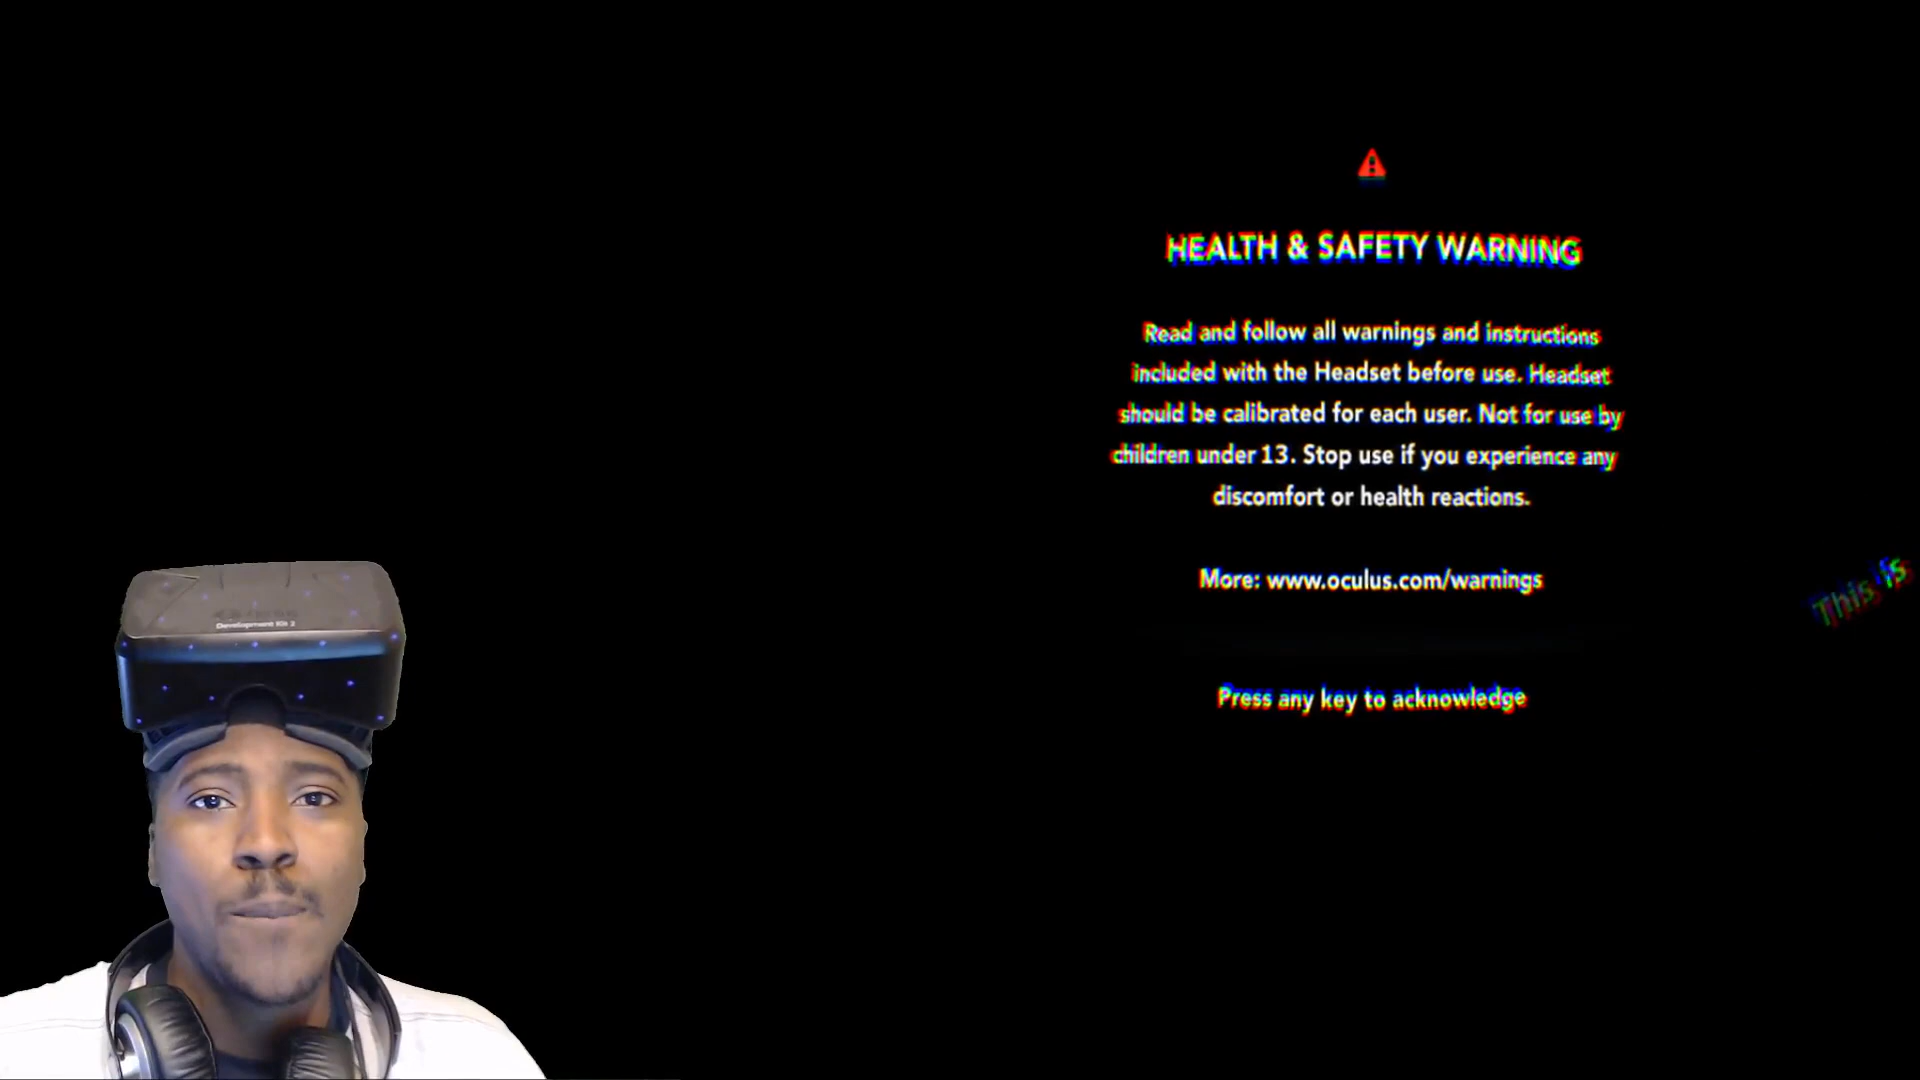 HEALTH & SAFETY WARNING
Read and follow all warnings and instructions
included with the Headset before use. Headset
should be calibrated for each user. Not for use by
children under 13. Stop use if you experience any
discomfort or health reactions.
More: www.oculus.com/warnings
This is
Press any key to acknowledge
Development Kit 2